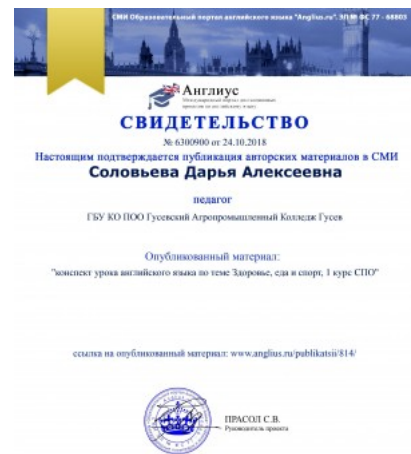 СМИ Образовательный портал английского языка "Anglius.ru". ЭЛ № ФС 77 - 68803
Англиус
СВИДЕТЕЛЬСТВО
№ 6300900 от 24.10.2018
Настоящим подтверждается публикация авторских материалов в СМИ
Соловьева Дарья Алексеевна
педагог
ГБУ КО ПОО Гусевский Агропромышленный Колледж Гусев
Опубликованный материал:
"конспект урока английского языка по теме Здоровье, еда и спорт, 1 курс СПО"
ссылка на опубликованный материал: www.anglius.ru/publikatsii/814/
ПРАСОЛ С.В.
Руководитель проекта